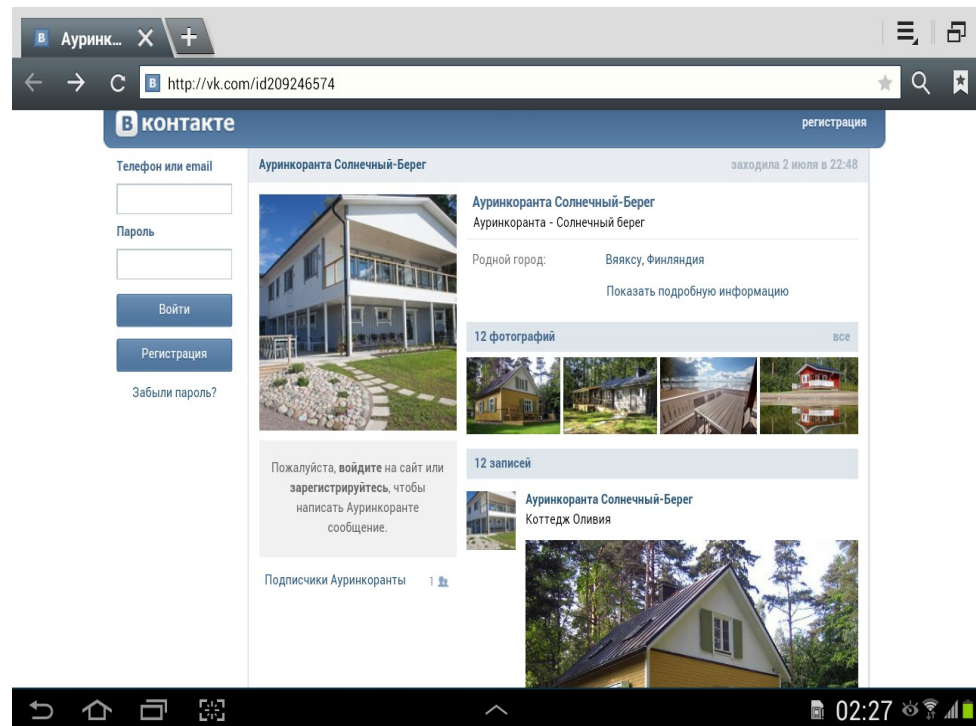 Ауринк...
http://vk.com/id209246574
В контакте
регистрация
Телефон или email
Пароль
Войти
Регистрация
Забыли пароль?
Ауринкоранта Солнечный-Берег
заходила 2 июля в 22:48
Ауринкоранта Солнечный-Берег
Ауринкоранта - Солнечный берег
Родной город: Вяяксу, Финляндия
Показать подробную информацию
12 фотографий
все
Пожалуйста, войдите на сайт или
зарегистрируйтесь, чтобы
написать Ауринкоранте
сообщение.
Подписчики Ауринкоранты 1
12 записей
Ауринкоранта Солнечный-Берег
Коттедж Оливия
02:27